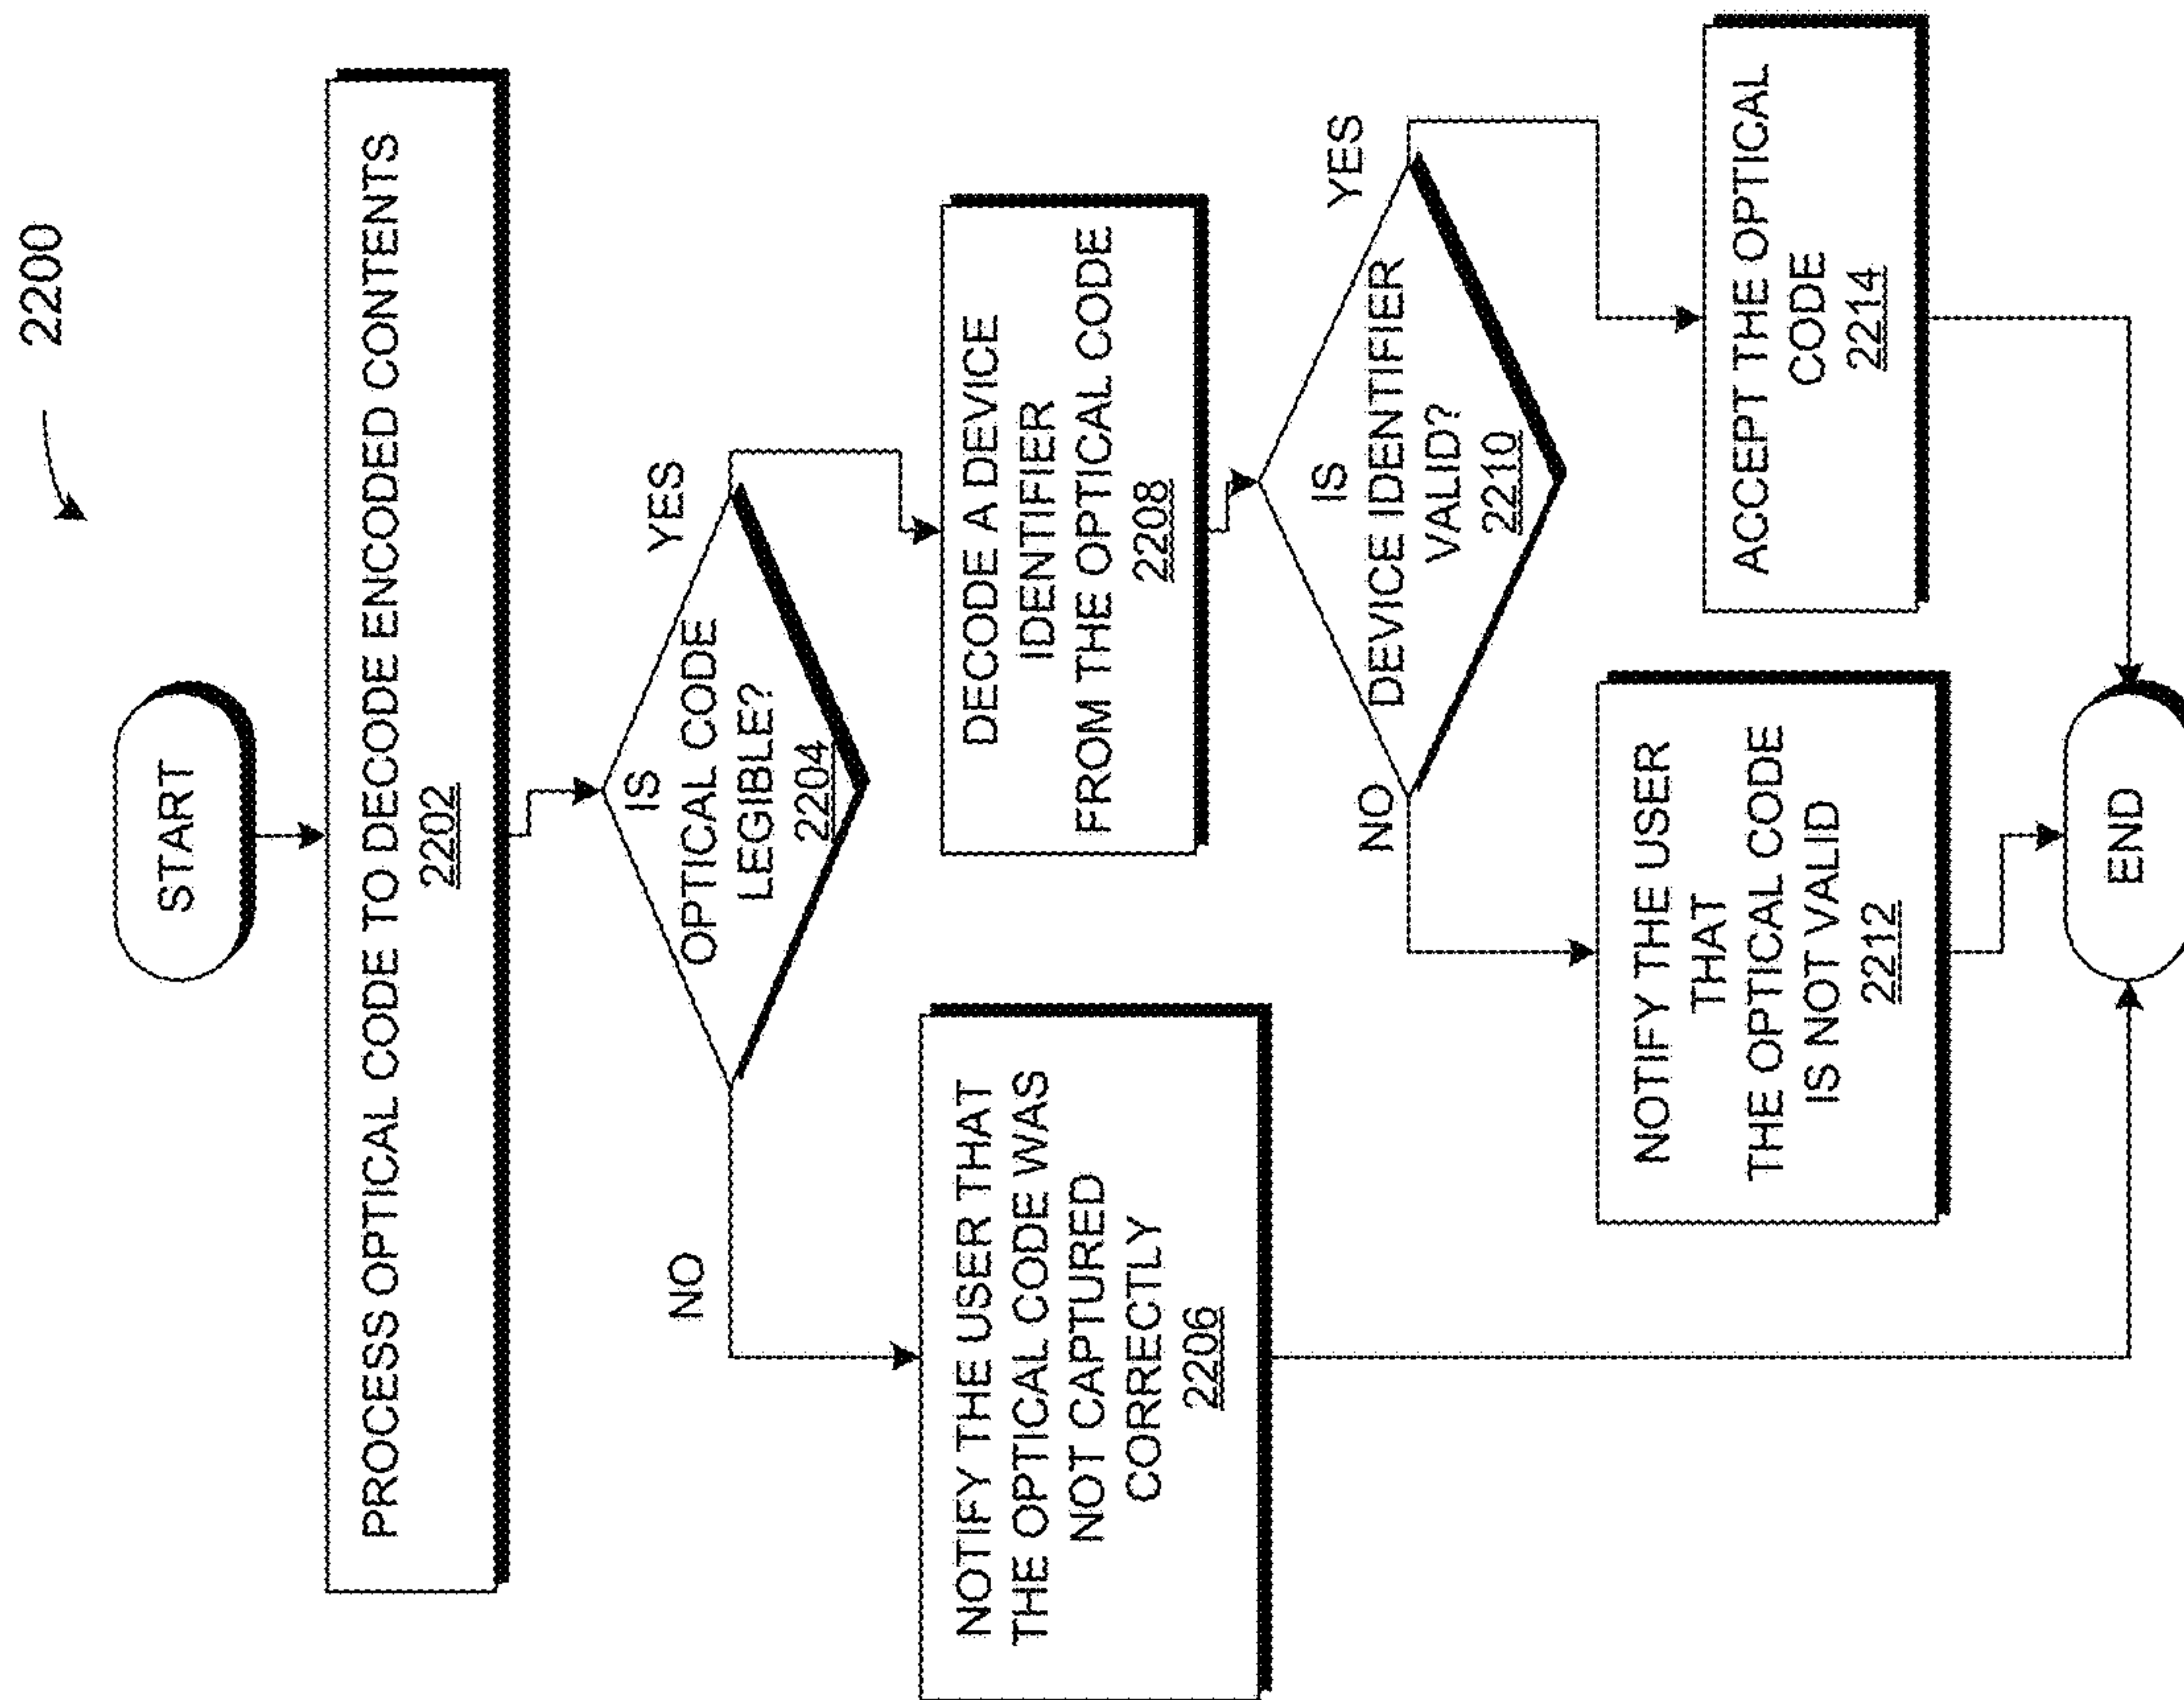 2200
START
PROCESS OPTICAL CODE TO DECODE ENCODED CONTENTS
2202
IS
OPTICAL CODE
LEGIBLE?
2204
NO
YES
NOTIFY THE USER THAT
THE OPTICAL CODE WAS
NOT CAPTURED
CORRECTLY
2206
DECODE A DEVICE
IDENTIFIER
FROM THE OPTICAL CODE
2208
IS
DEVICE IDENTIFIER
VALID?
2210
NO
YES
NOTIFY THE USER
THAT
THE OPTICAL CODE
IS NOT VALID
2212
ACCEPT THE OPTICAL
CODE
2214
END